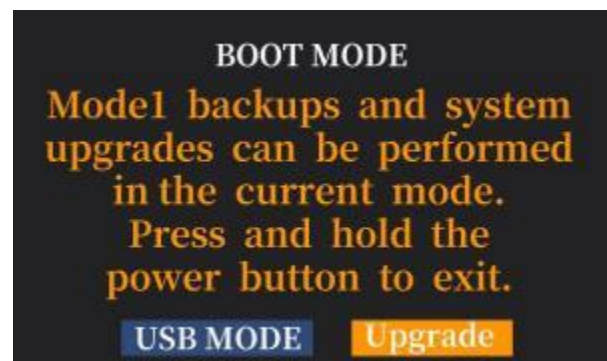 BOOT MODE
Mode1 backups and system
upgrades can be performed
in the current mode.
Press and hold the
power button to exit.
USB MODE Upgrade